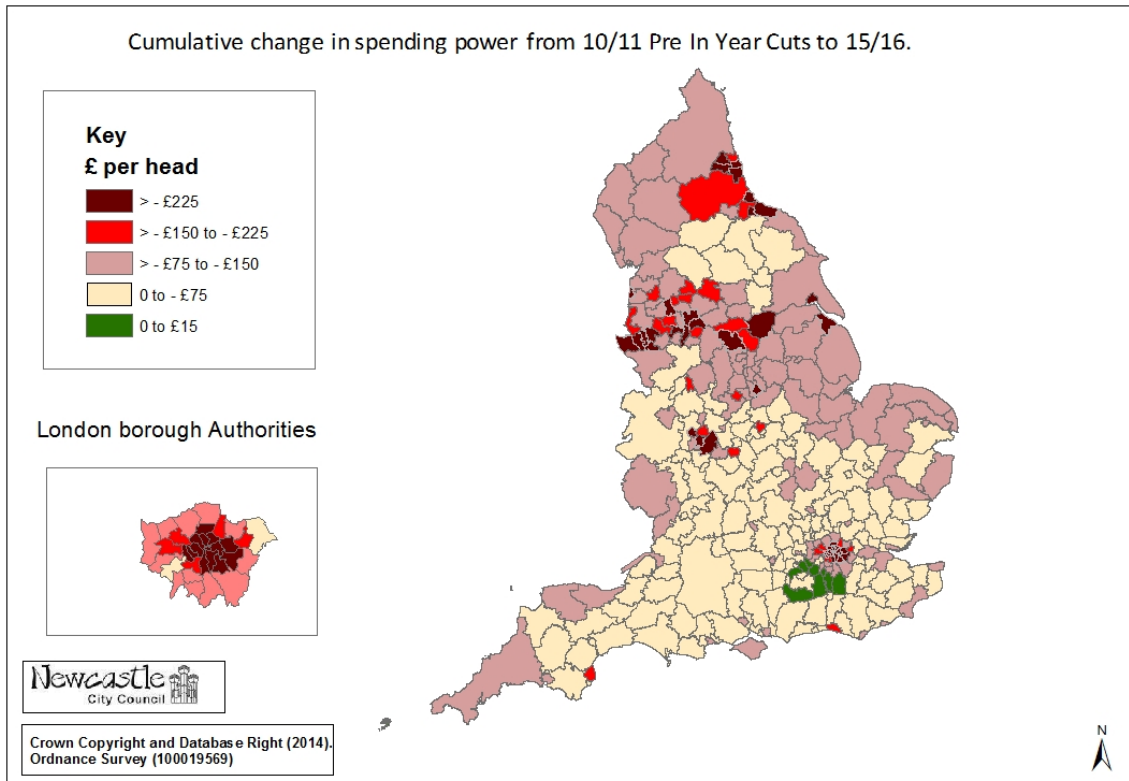 Cumulative change in spending power from 10/11 Pre In Year Cuts to 15/16.
Key
£ per head
> - £225
> - £150 to - £225
> - £75 to - £150
0 to - £75
0 to £15
London borough Authorities
Newcastle
City Council
Crown Copyright and Database Right (2014).
Ordnance Survey (100019569)
N